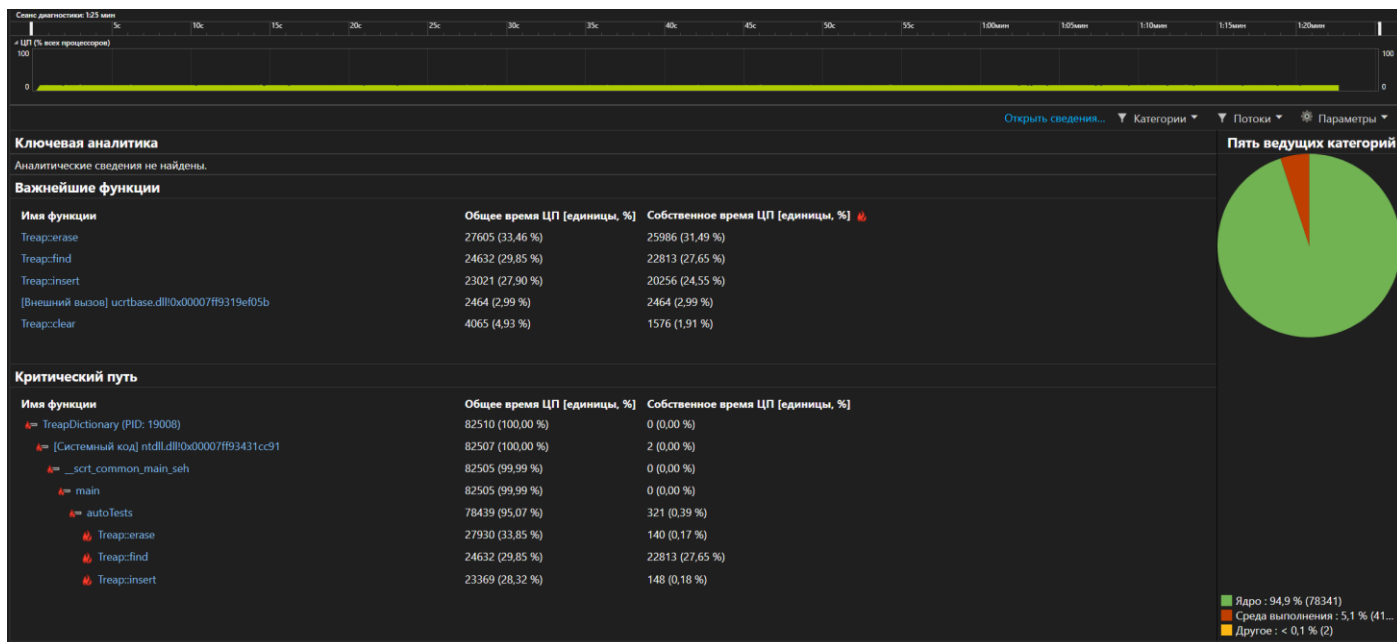 Сеанс диагностики: 1:25 мин
5с 10с 15с 20с 25с 30с 35с 40с 45с 50с 55с 1:00мин 1:05мин 1:10мин 1:15мин 1:20мин
ЦП (% всех процессоров)
100 100
0 0
Открыть сведения... Категории Потоки Параметры
Ключевая аналитика
Пять ведущих категорий
Аналитические сведения не найдены.
Важнейшие функции
Имя функции Общее время ЦП [единицы, %] Собственное время ЦП [единицы, %]
Treap::erase 27605 (33,46 %) 25986 (31,49 %)
Treap::find 24632 (29,85 %) 22813 (27,65 %)
Treap::insert 23021 (27,90 %) 20256 (24,55 %)
[Внешний вызов] ucrtbase.dll!0x00007ff9319ef05b 2464 (2,99 %) 2464 (2,99 %)
Treap::clear 4065 (4,93 %) 1576 (1,91 %)
Критический путь
Имя функции Общее время ЦП [единицы, %] Собственное время ЦП [единицы, %]
TreapDictionary (PID: 19008) 82510 (100,00 %) 0 (0,00 %)
[Системный код] ntdll.dll!0x00007ff93431cc91 82507 (100,00 %) 2 (0,00 %)
__scrt_common_main_seh 82505 (99,99 %) 0 (0,00 %)
main 82505 (99,99 %) 0 (0,00 %)
autoTests 78439 (95,07 %) 321 (0,39 %)
Treap::erase 27930 (33,85 %) 140 (0,17 %)
Treap::find 24632 (29,85 %) 22813 (27,65 %)
Treap::insert 23369 (28,32 %) 148 (0,18 %)
Ядро : 94,9 % (78341)
Среда выполнения : 5,1 % (41...
Другое : < 0,1 % (2)